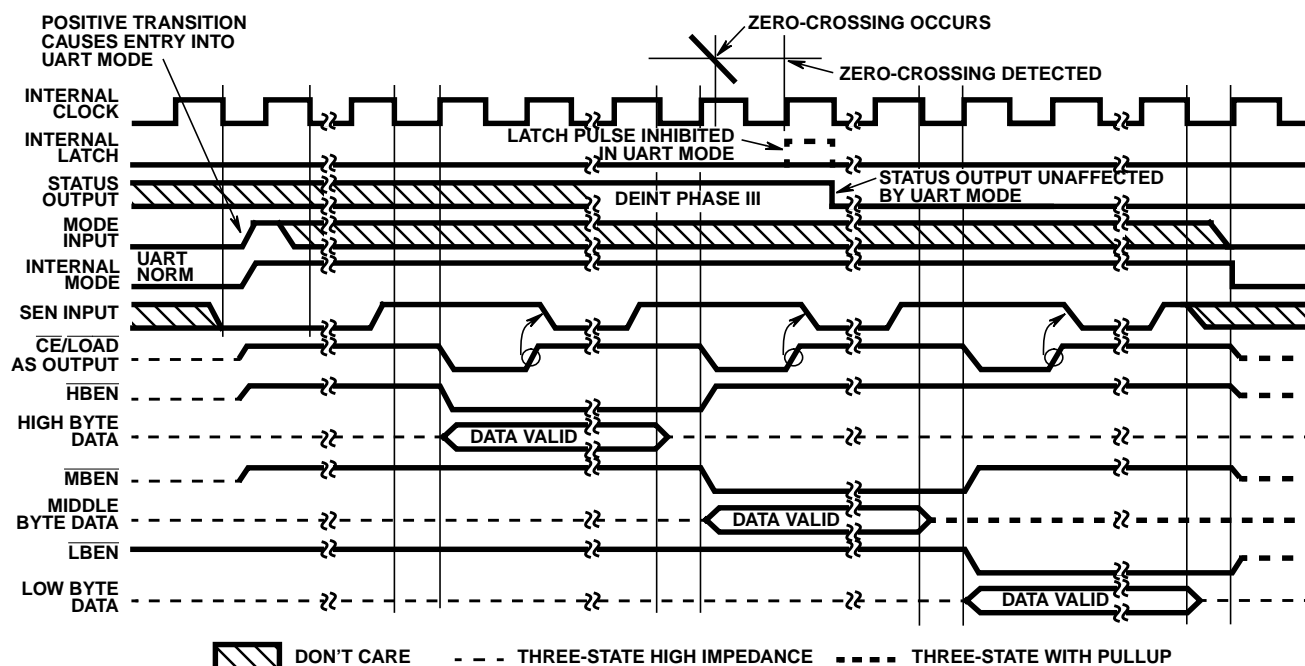 POSITIVE TRANSITION
CAUSES ENTRY INTO
UART MODE
ZERO-CROSSING OCCURS
ZERO-CROSSING DETECTED
INTERNAL
CLOCK
INTERNAL
LATCH
LATCH PULSE INHIBITED
IN UART MODE
STATUS
OUTPUT
DEINT PHASE III
STATUS OUTPUT UNAFFECTED
BY UART MODE
MODE
INPUT
INTERNAL
MODE
UART
NORM
SEN INPUT
CE/LOAD
AS OUTPUT
HBEN
HIGH BYTE
DATA
DATA VALID
MBEN
MIDDLE
BYTE DATA
DATA VALID
LBEN
LOW BYTE
DATA
DATA VALID
DON'T CARE
THREE-STATE HIGH IMPEDANCE
THREE-STATE WITH PULLUP